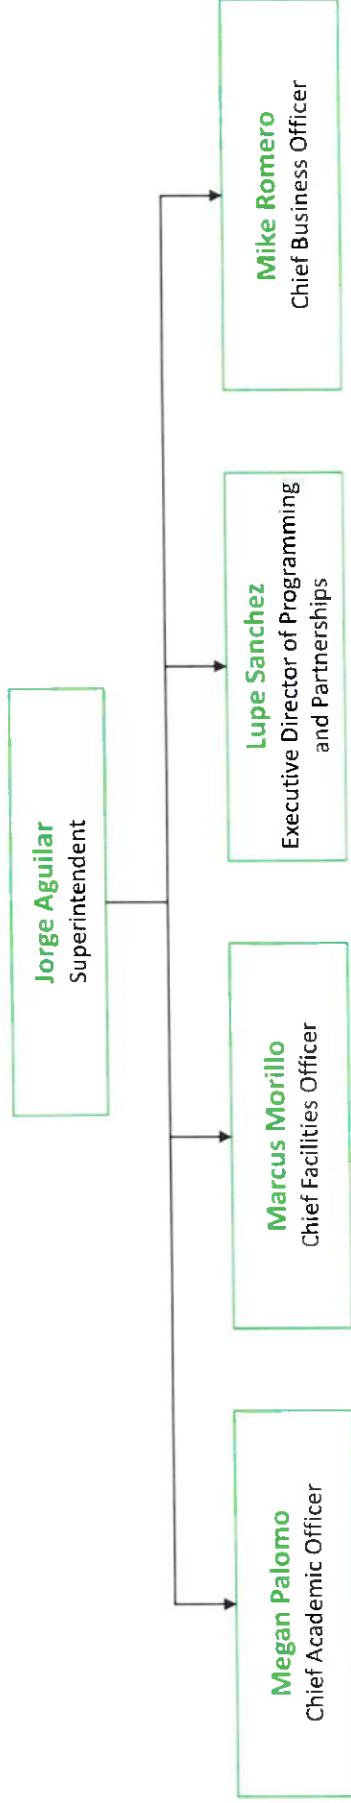 Jorge Aguilar
Superintendent
Megan Palomo
Chief Academic Officer
Marcus Morillo
Chief Facilities Officer
Lupe Sanchez
Executive Director of Programming
and Partnerships
Mike Romero
Chief Business Officer